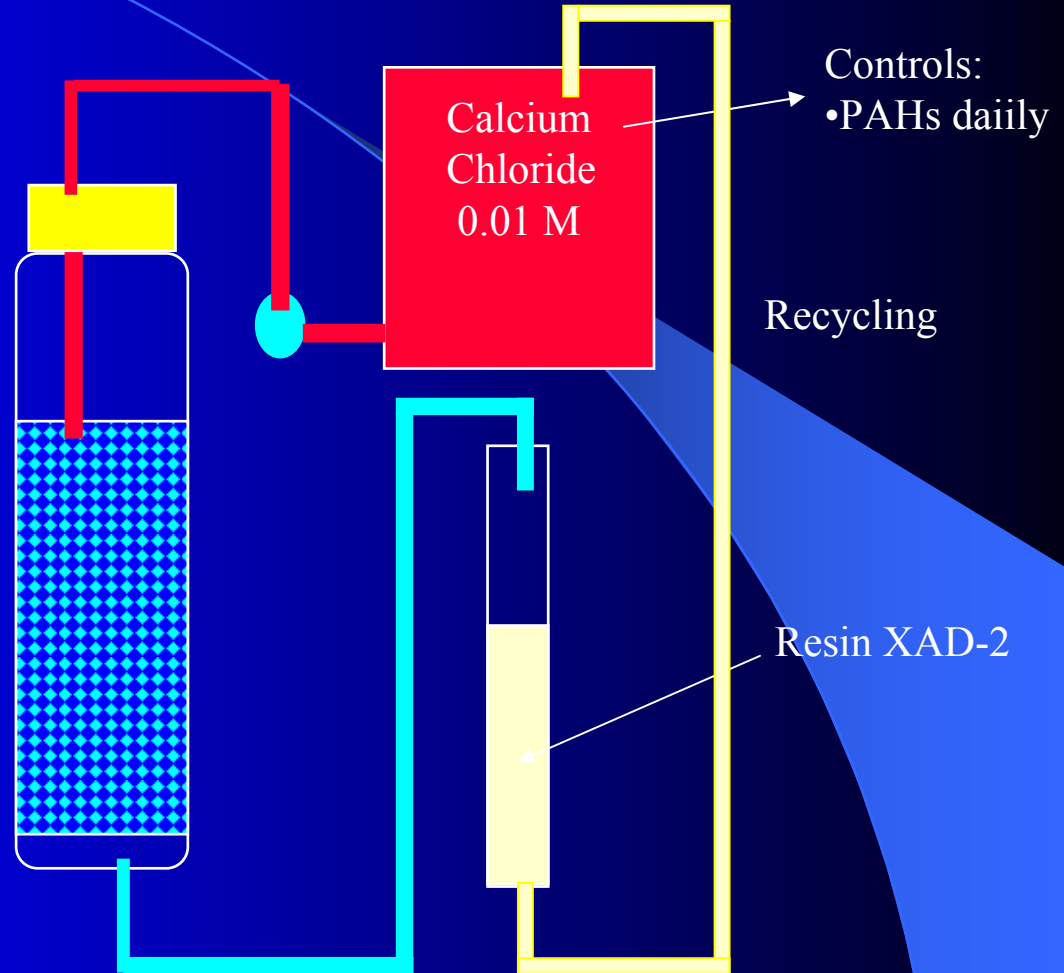 Calcium
Chloride
0.01 M
Controls:
•PAHs daiily
Recycling
Resin XAD-2